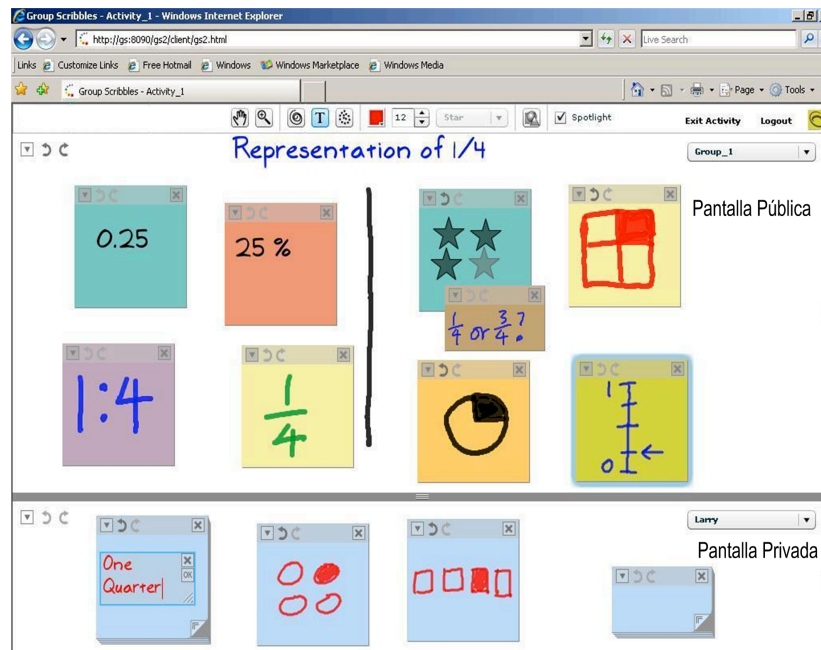 Group Scribbles - Activity_1 - Windows Internet Explorer
http://gs:8090/gs2/client/gs2.html
Live Search
Links Customize Links Free Hotmail Windows Windows Marketplace Windows Media
Group Scribbles - Activity_1
Page Tools
T 12 Star Spotlight Exit Activity Logout
Representation of 1/4
Group_1
Pantalla Pública
0.25
25 %
1/4 or 3/4?
1:4
1/4
1
0
Larry
Pantalla Privada
One
Quarter
OK